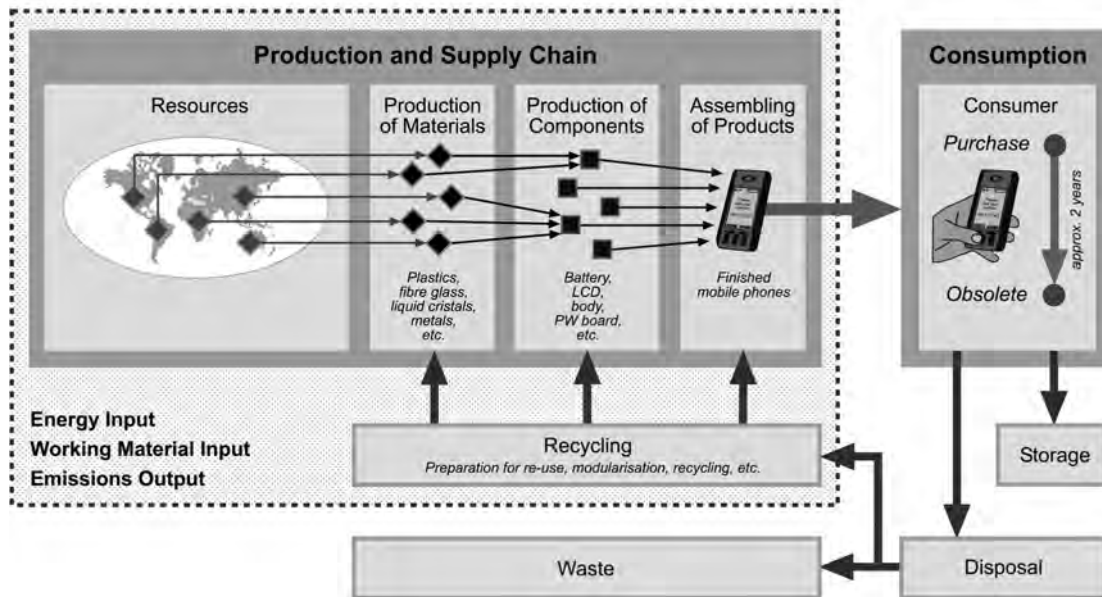 Production and Supply Chain
Resources
Production
of Materials
Plastics,
fibre glass,
liquid cristals,
metals,
etc.
Production of
Components
Battery,
LCD,
body,
PW board,
etc.
Assembling
of Products
Finished
mobile phones
Consumption
Consumer
Purchase
approx. 2 years
Obsolete
Energy Input
Working Material Input
Emissions Output
Recycling
Preparation for re-use, modularisation, recycling, etc.
Storage
Waste
Disposal